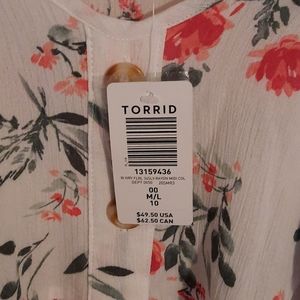 TORRID
13159436
00
M/L
10
$49.50 USA
$62.50 CAN